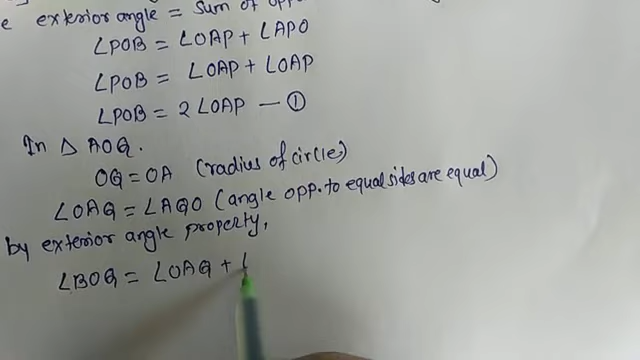 e exterior angle = sum of opp
∠POB = ∠OAP + ∠APO
∠POB = ∠OAP + ∠OAP
∠POB = 2∠OAP — ①
In △ AOQ.
OQ = OA (radius of circle)
∠OAQ = ∠AQO (angle opp. to equal sides are equal)
by exterior angle property,
∠BOQ = ∠OAQ + ∠